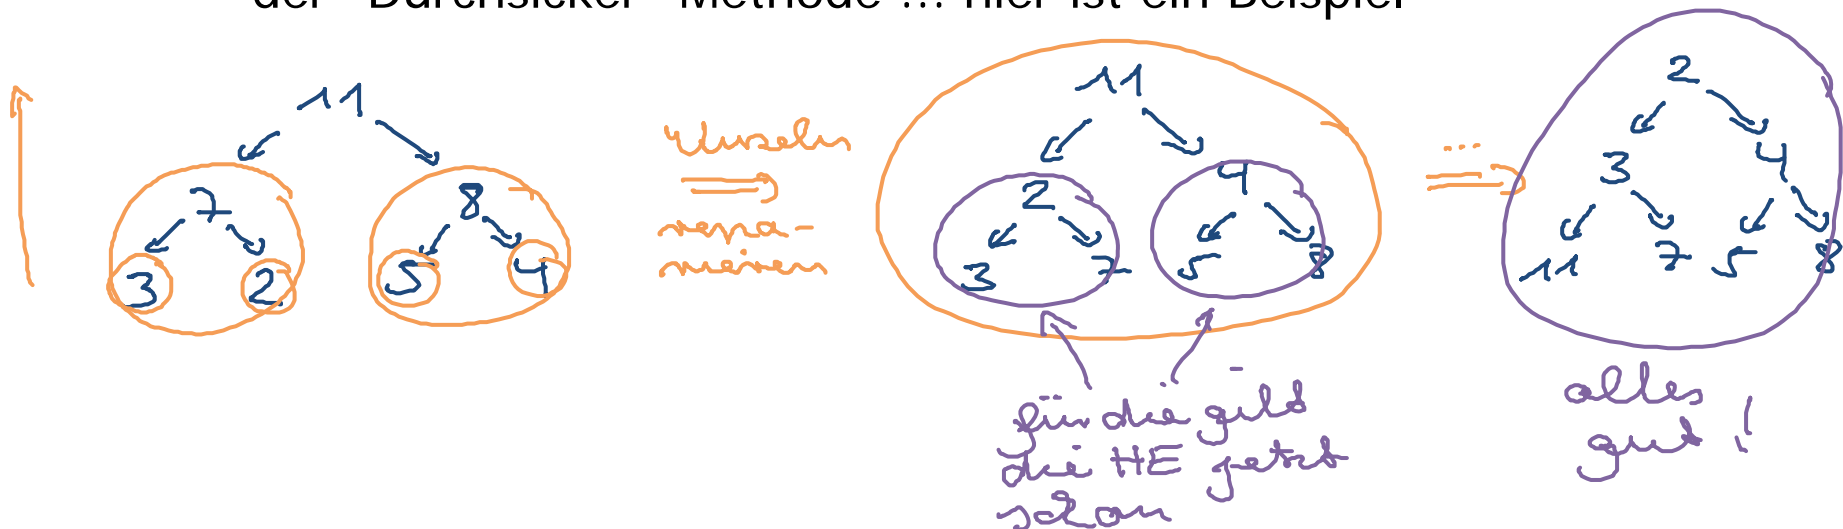 der "Durchsicker"-Methode ... hier ist ein Beispiel
11
7 8
3 2 5 4
Wurzeln
repa-
rieren
11
2 4
3 7 5 8
für die gilt
die HE jetzt
schon
...
2
3 4
11 7 5 8
alles
gut!